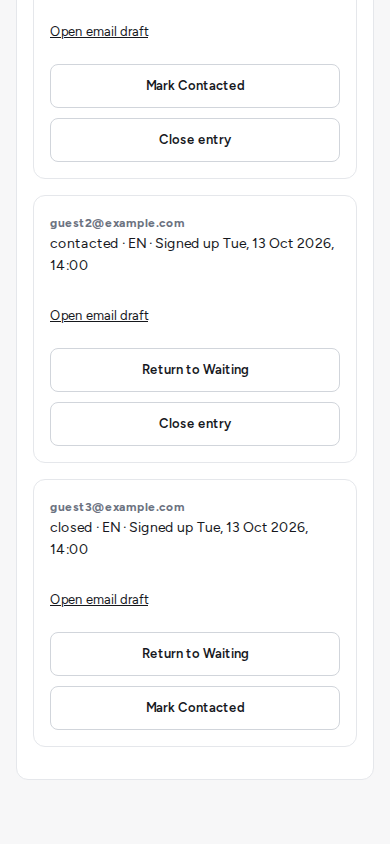 Open email draft
Mark Contacted
Close entry
guest2@example.com
contacted · EN · Signed up Tue, 13 Oct 2026,
14:00
Open email draft
Return to Waiting
Close entry
guest3@example.com
closed · EN · Signed up Tue, 13 Oct 2026,
14:00
Open email draft
Return to Waiting
Mark Contacted